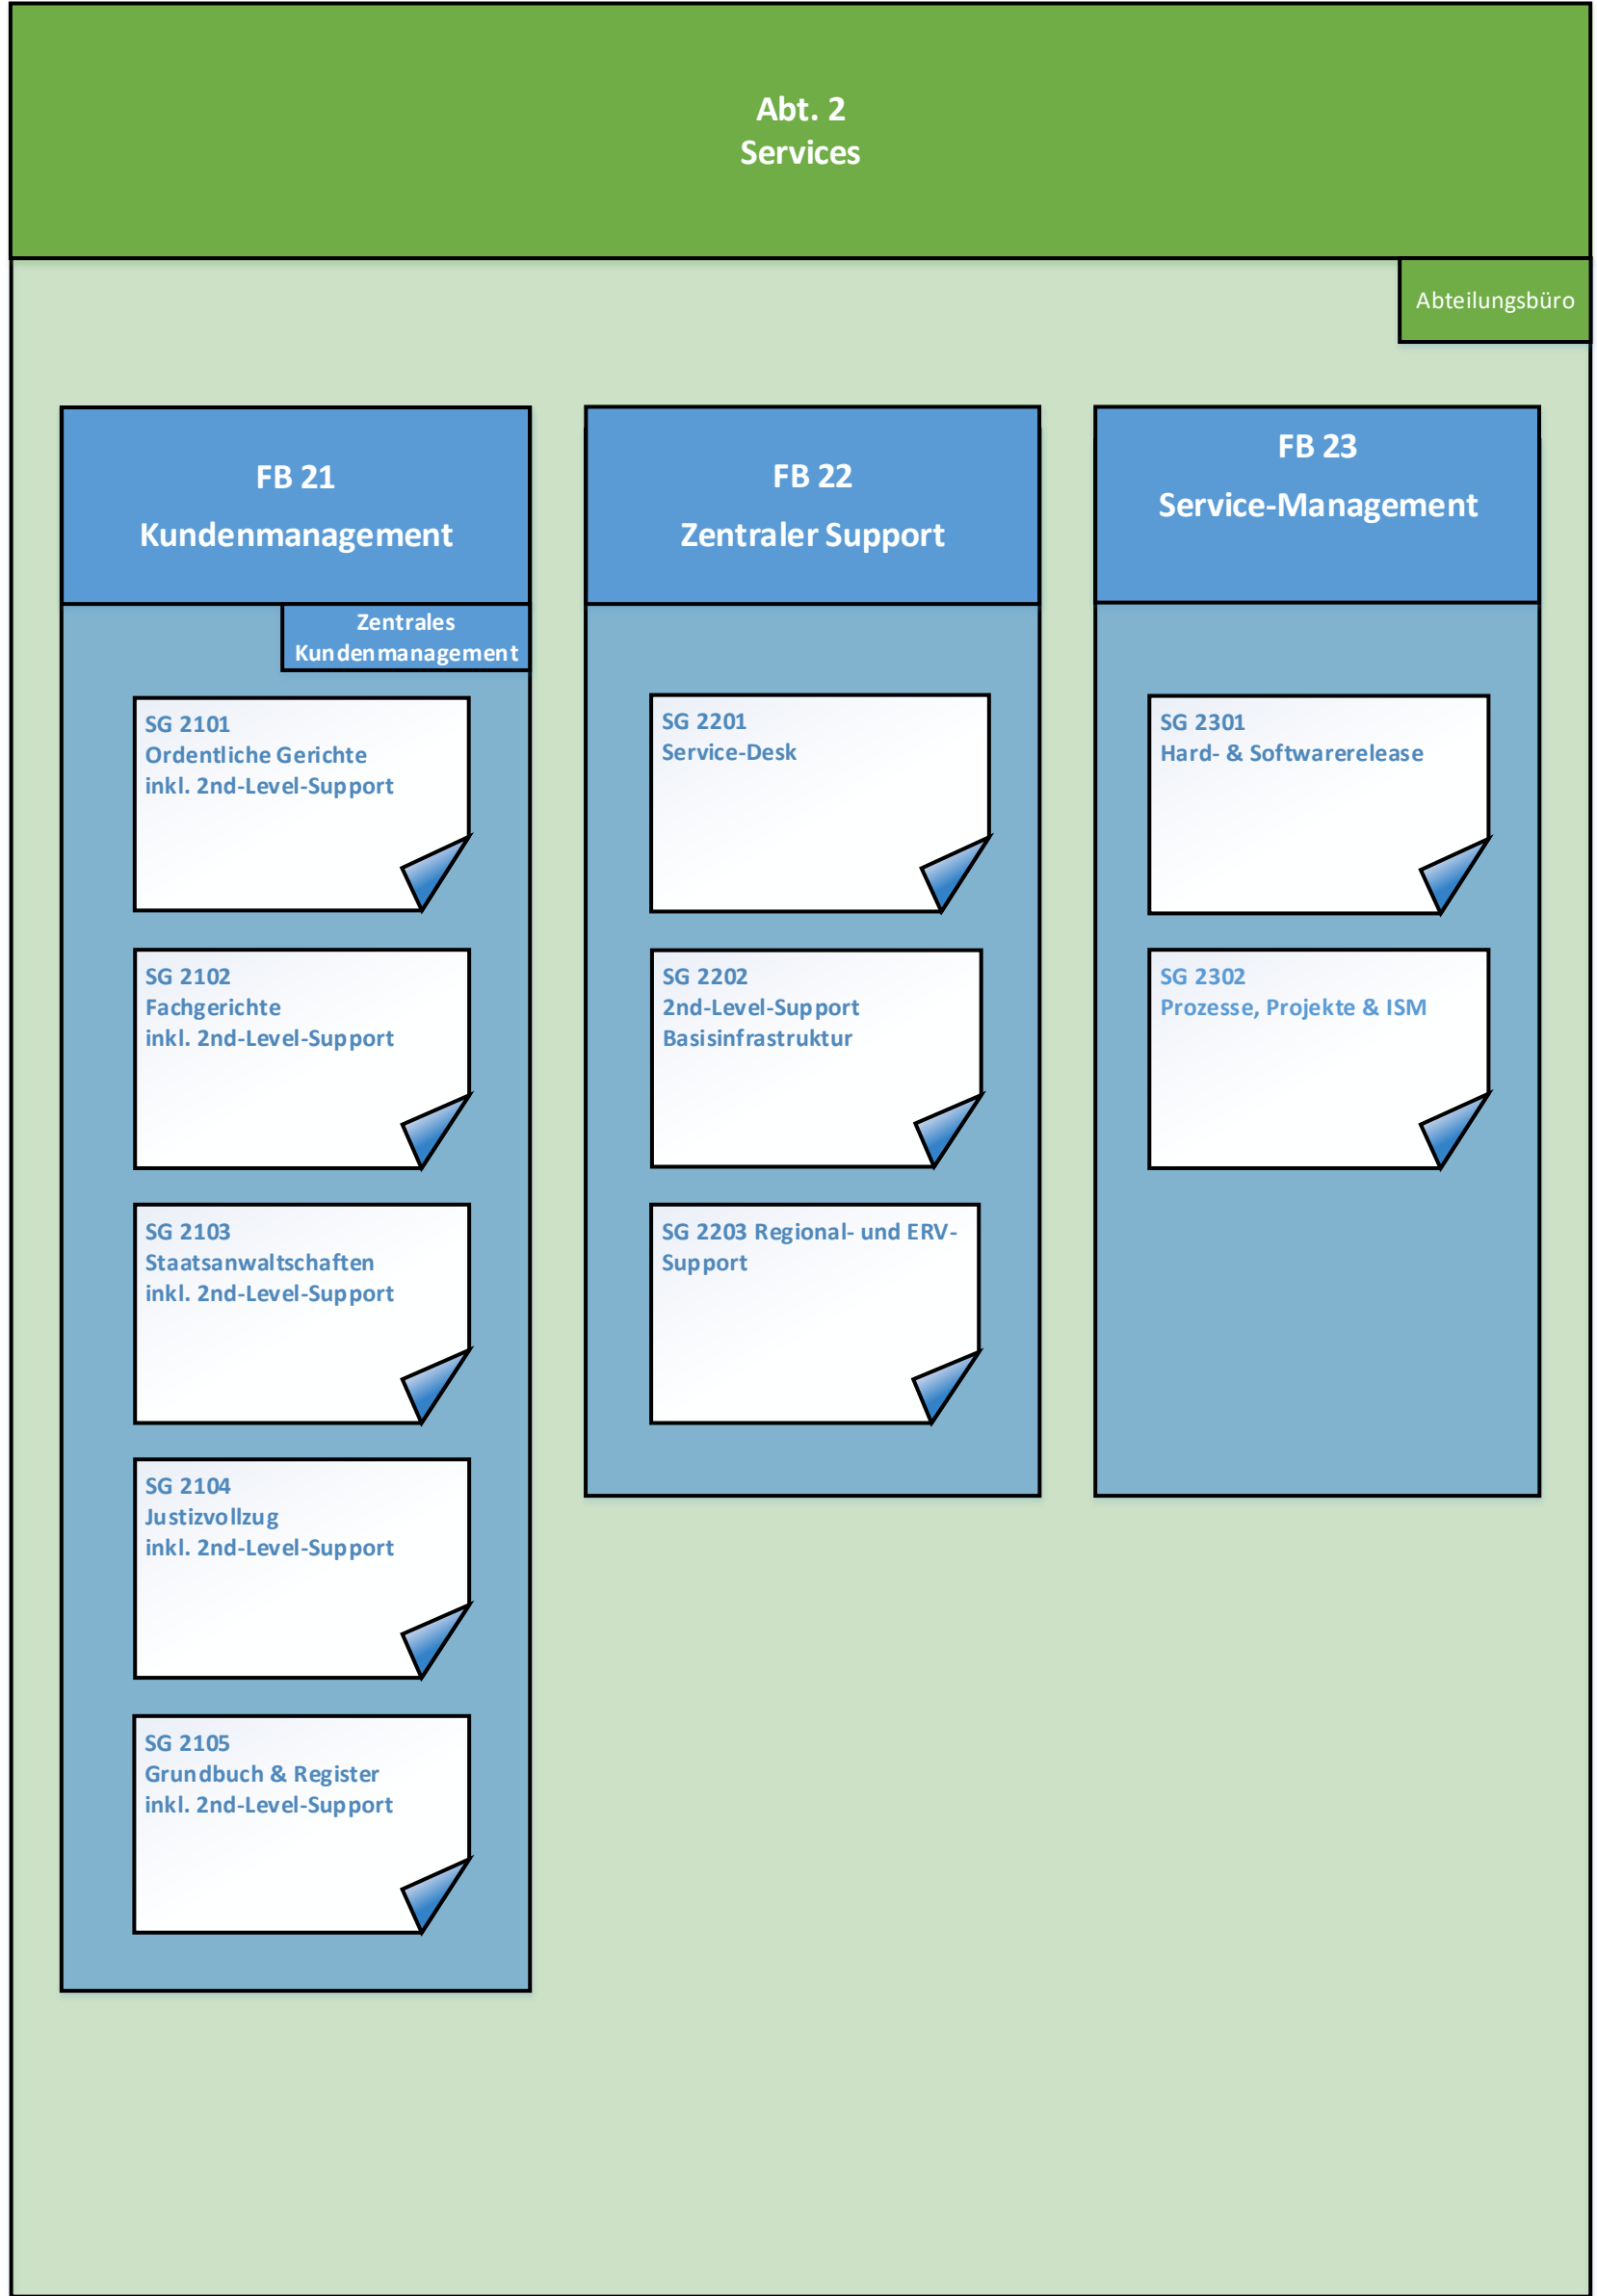 Abt. 2
Services
Abteilungsbüro
FB 21
Kundenmanagement
Zentrales
Kundenmanagement
SG 2101
Ordentliche Gerichte
inkl. 2nd-Level-Support
SG 2102
Fachgerichte
inkl. 2nd-Level-Support
SG 2103
Staatsanwaltschaften
inkl. 2nd-Level-Support
SG 2104
Justizvollzug
inkl. 2nd-Level-Support
SG 2105
Grundbuch & Register
inkl. 2nd-Level-Support
FB 22
Zentraler Support
SG 2201
Service-Desk
SG 2202
2nd-Level-Support
Basisinfrastruktur
SG 2203 Regional- und ERV-
Support
FB 23
Service-Management
SG 2301
Hard- & Softwarerelease
SG 2302
Prozesse, Projekte & ISM